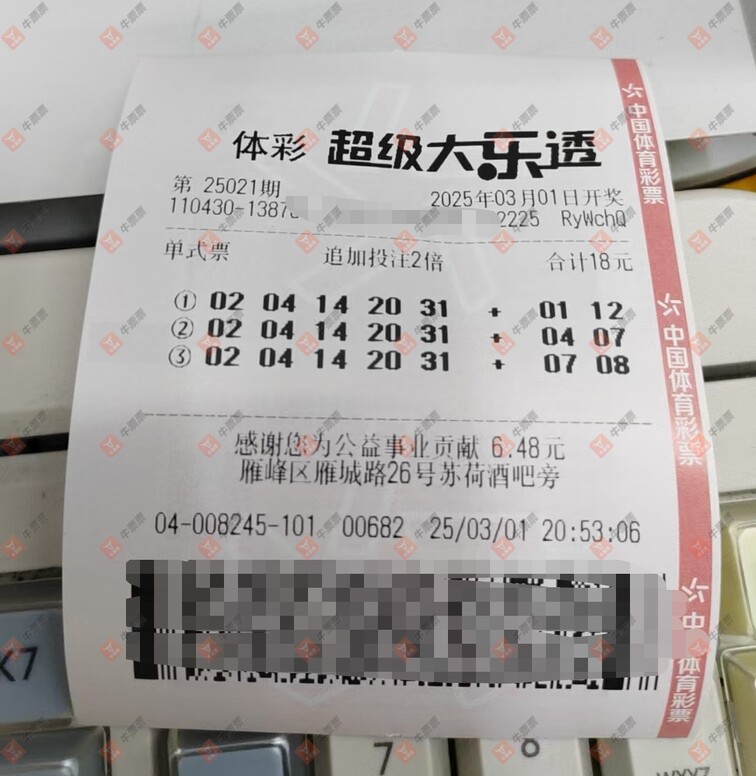 体彩 超级大乐透
第 25021期 2025年03月01日开奖
110430-1387 2225 RyWchQ
单式票 追加投注2倍 合计18元
① 02 04 14 20 31 + 01 12
② 02 04 14 20 31 + 04 07
③ 02 04 14 20 31 + 07 08
感谢您为公益事业贡献 6.48元
雁峰区雁城路26号苏荷酒吧旁
04-008245-101 00682 25/03/01 20:53:06
中国体育彩票
中国体育彩票
中 体育彩票
牛票票
7
8
X7